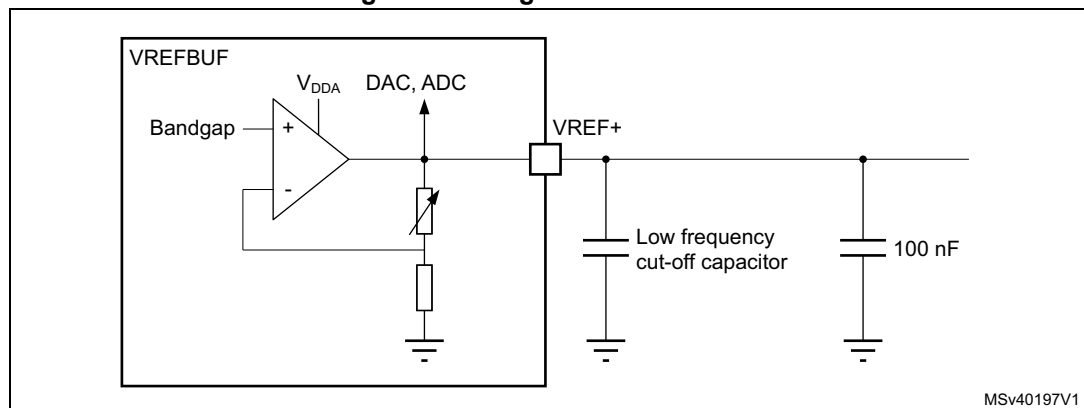 VREFBUF
VDDA
DAC, ADC
Bandgap
+
-
VREF+
Low frequency
cut-off capacitor
100 nF
MSv40197V1